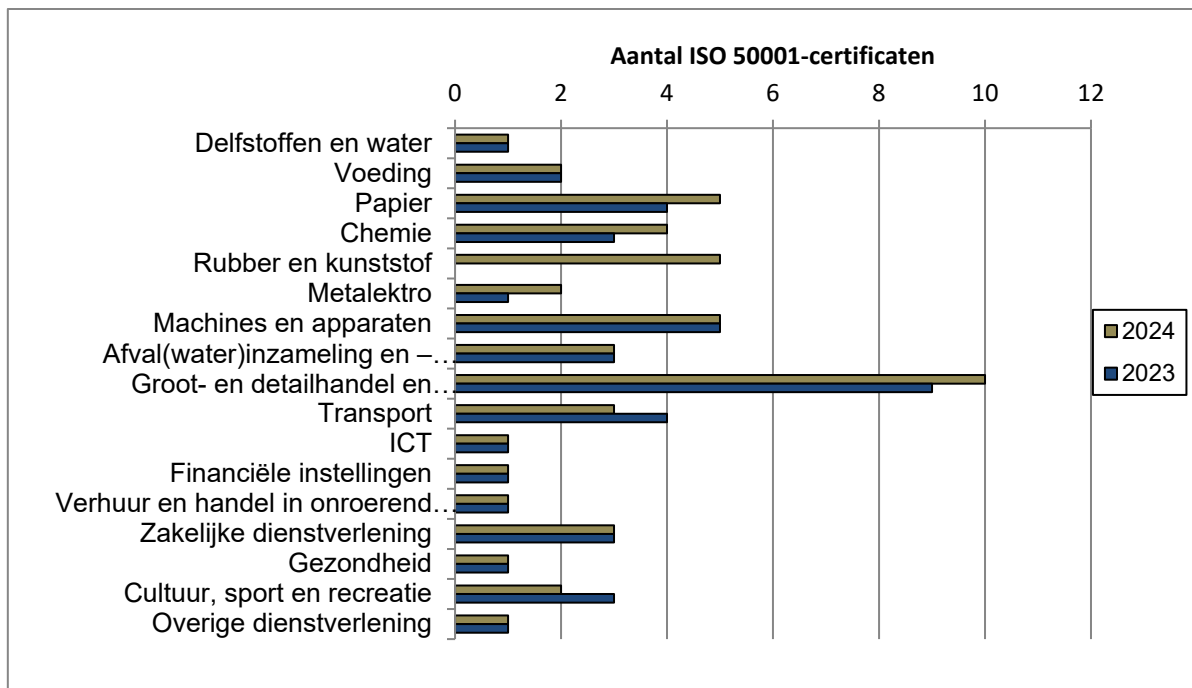 Aantal ISO 50001-certificaten
0 2 4 6 8 10 12
Delfstoffen en water
Voeding
Papier
Chemie
Rubber en kunststof
Metalektro
Machines en apparaten
Afval(water)inzameling en –…
Groot- en detailhandel en…
Transport
ICT
Financiële instellingen
Verhuur en handel in onroerend…
Zakelijke dienstverlening
Gezondheid
Cultuur, sport en recreatie
Overige dienstverlening
2024
2023